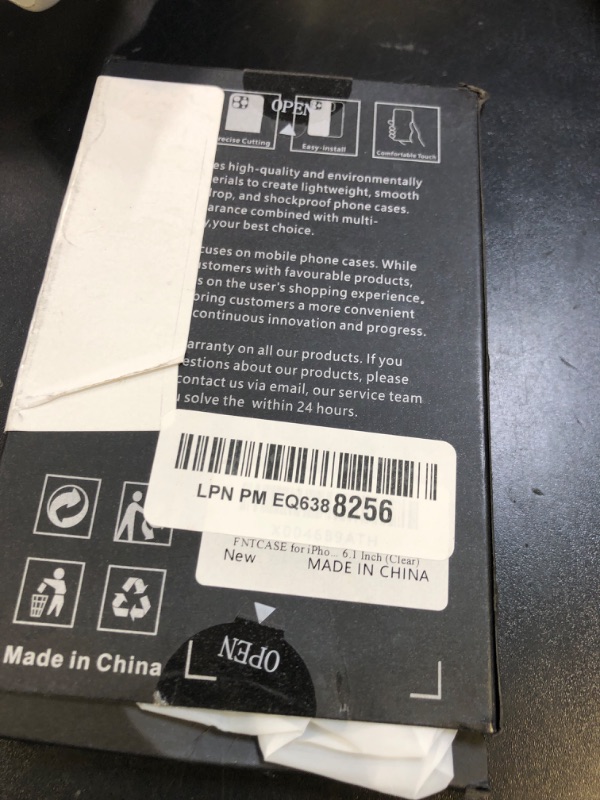 OPEN
recise Cutting
Easy-install
Comfortable Touch
es high-quality and environmentally
erials to create lightweight, smooth
rop, and shockproof phone cases.
arance combined with multi-
y,your best choice.
cuses on mobile phone cases. While
stomers with favourable products,
s on the user's shopping experience.
bring customers a more convenient
continuous innovation and progress.
arranty on all our products. If you
estions about our products, please
contact us via email, our service team
solve the within 24 hours.
LPN PM EQ6388256
FNTCASE for iPho... 6.1 Inch (Clear)
New
MADE IN CHINA
Made in China
OPEN